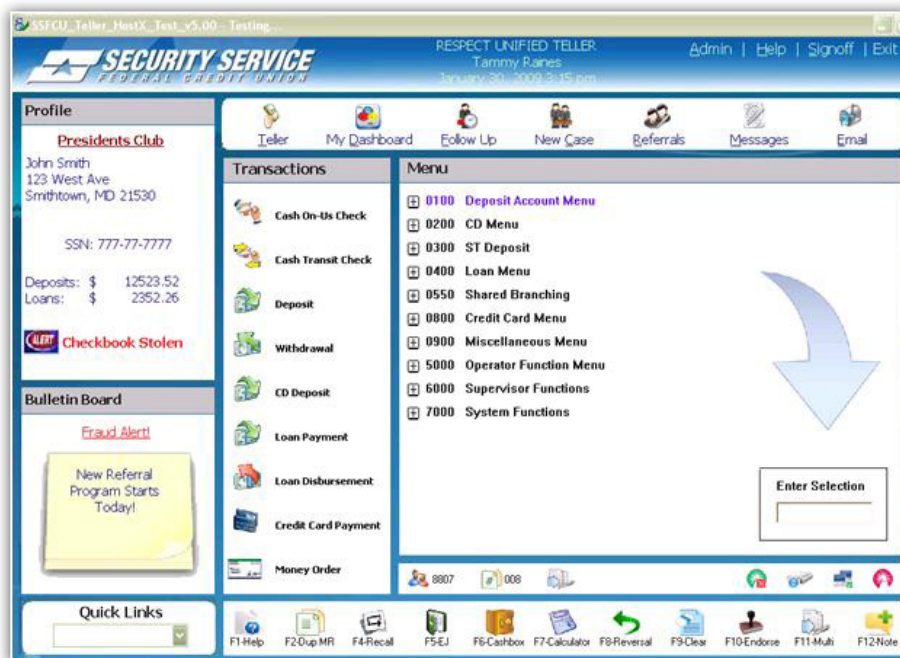 SSFCU_Teller_HostX_Test_v5.00 - Testing...
SECURITY SERVICE
FEDERAL CREDIT UNION
RESPECT UNIFIED TELLER
Tammy Raines
January 30, 2009 3:15 pm
Admin | Help | Signoff | Exit
Profile
Presidents Club
John Smith
123 West Ave
Smithtown, MD 21530
SSN: 777-77-7777
Deposits: $ 12523.52
Loans: $ 2352.26
ALERT Checkbook Stolen
Bulletin Board
Fraud Alert!
New Referral
Program Starts
Today!
Quick Links
Teller My Dashboard Follow Up New Case Referrals Messages Email
Transactions
Cash On-Us Check
Cash Transit Check
Deposit
Withdrawal
CD Deposit
Loan Payment
Loan Disbursement
Credit Card Payment
Money Order
Menu
0100 Deposit Account Menu
0200 CD Menu
0300 ST Deposit
0400 Loan Menu
0550 Shared Branching
0800 Credit Card Menu
0900 Miscellaneous Menu
5000 Operator Function Menu
6000 Supervisor Functions
7000 System Functions
Enter Selection
8807 008
F1-Help F2-Dup MR F4-Recall F5-EJ F6-Cashbox F7-Calculator F8-Reversal F9-Clear F10-Endorse F11-Multi F12-Note